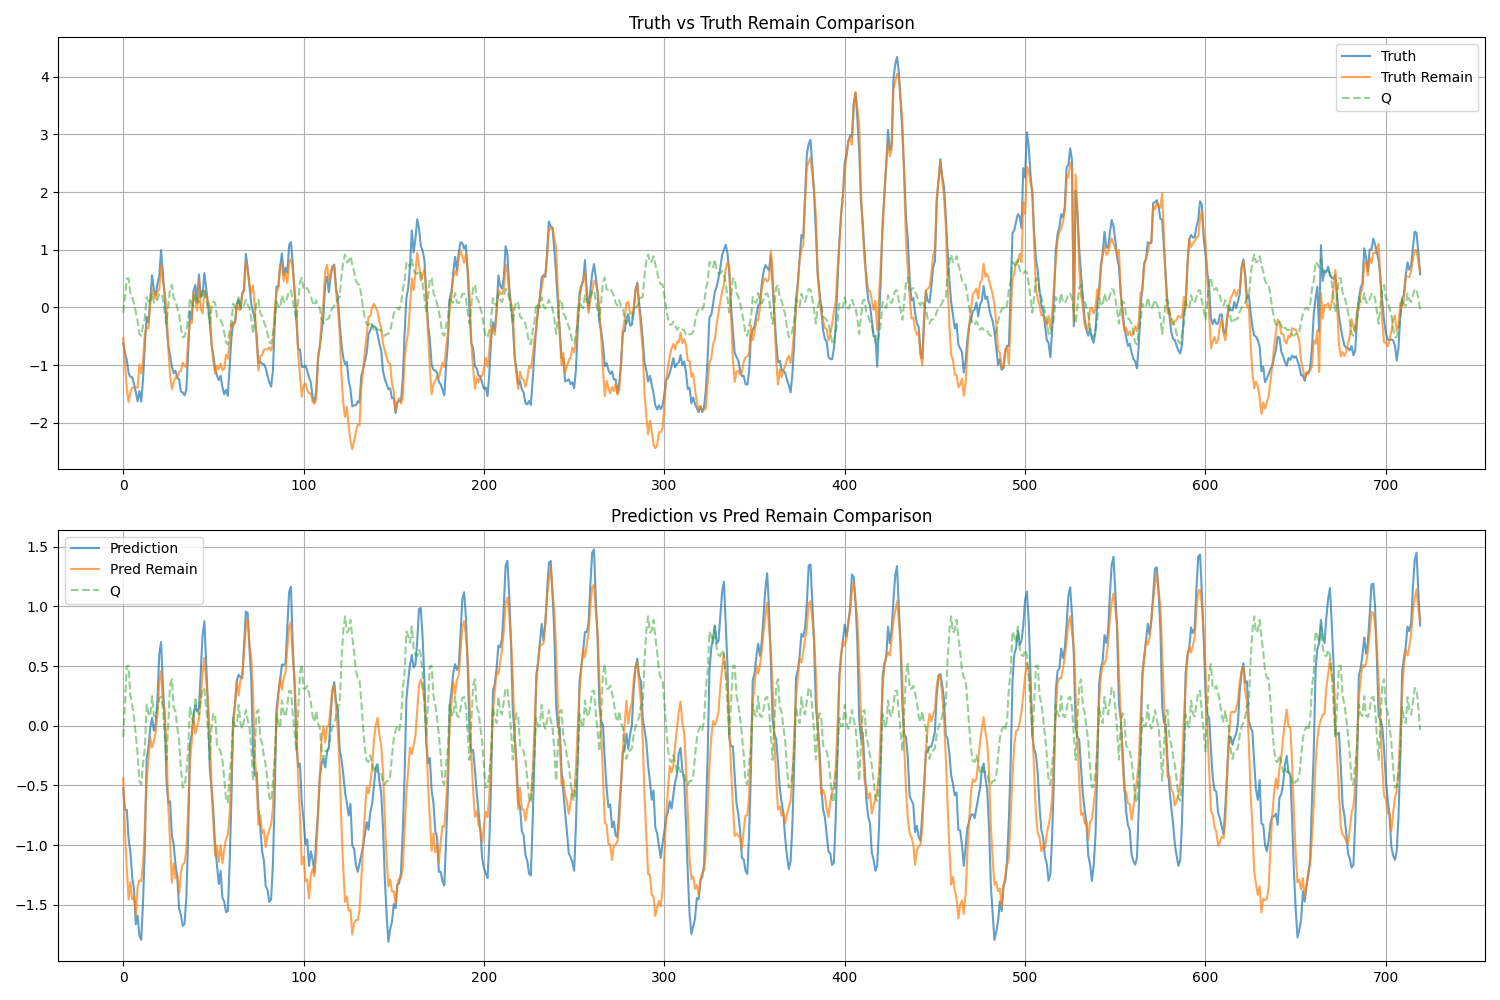 Truth vs Truth Remain Comparison
4
3
2
1
0
−1
−2
Truth
Truth Remain
Q
0 100 200 300 400 500 600 700
Prediction vs Pred Remain Comparison
1.5
1.0
0.5
0.0
−0.5
−1.0
−1.5
Prediction
Pred Remain
Q
0 100 200 300 400 500 600 700